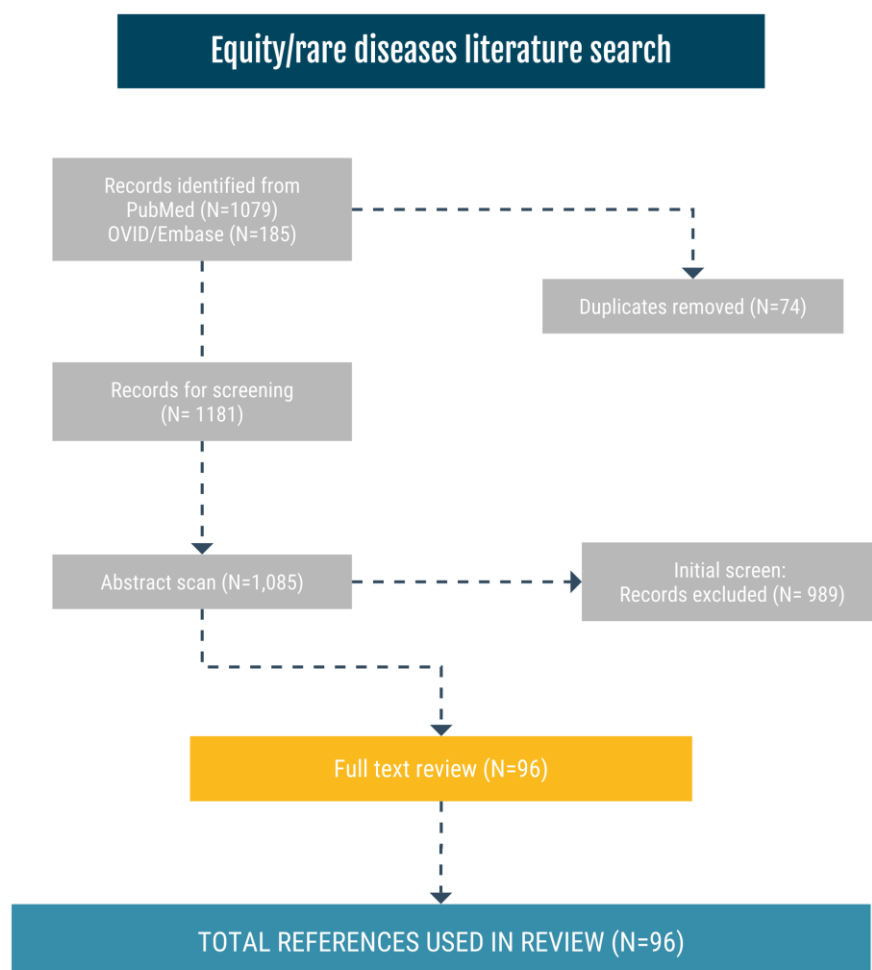 Equity/rare diseases literature search
Records identified from
PubMed (N=1079)
OVID/Embase (N=185)
Duplicates removed (N=74)
Records for screening
(N= 1181)
Abstract scan (N=1,085)
Initial screen:
Records excluded (N= 989)
Full text review (N=96)
TOTAL REFERENCES USED IN REVIEW (N=96)